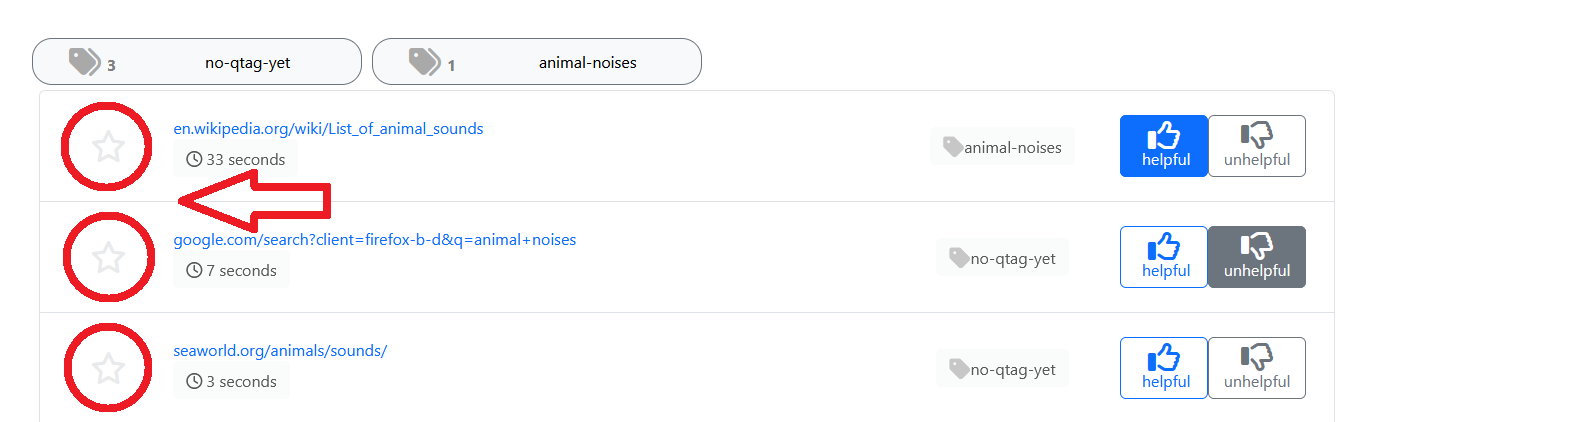 3 no-qtag-yet 1 animal-noises
en.wikipedia.org/wiki/List_of_animal_sounds
33 seconds
animal-noises
helpful unhelpful
google.com/search?client=firefox-b-d&q=animal+noises
7 seconds
no-qtag-yet
helpful unhelpful
seaworld.org/animals/sounds/
3 seconds
no-qtag-yet
helpful unhelpful